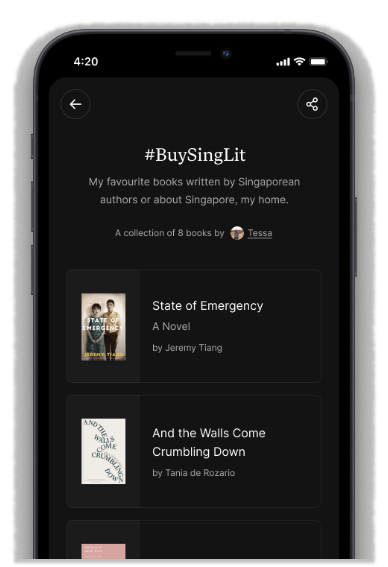 4:20
#BuySingLit
My favourite books written by Singaporean
authors or about Singapore, my home.
A collection of 8 books by Tessa
STATE OF
EMERGENCY
JEREMY TIANG
State of Emergency
A Novel
by Jeremy Tiang
AND THE
WALLS
COME
CRUMBLING
DOWN
And the Walls Come
Crumbling Down
by Tania de Rozario